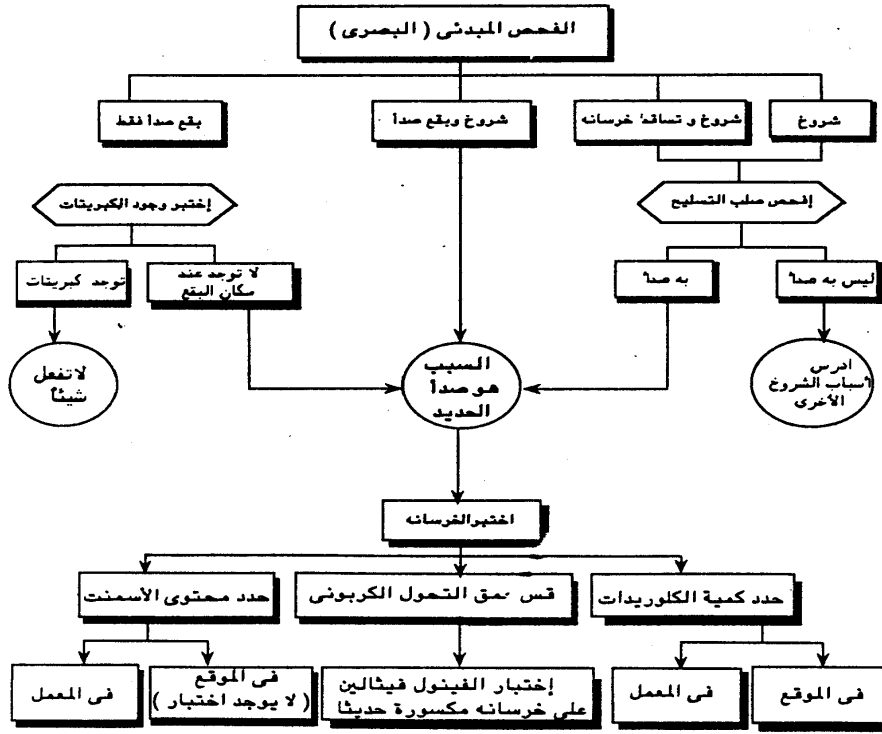 الفحص المبدئى ( البصرى )
شروخ
شروخ و تساقط خرسانه
شروخ وبقع صدأ
بقع صدأ فقط
إفحص صلب التسليح
إختبر وجود الكبريتات
ليس به صدأ
به صدأ
لا توجد عند
مكان البقع
توجد كبريتات
ادرس
أسباب الشروخ
الأخرى
السبب
هو صدأ
الحديد
لاتفعل
شيئاً
اختبر الخرسانه
حدد كمية الكلوريدات
قس عمق التحول الكربونى
حدد محتوى الأسمنت
فى الموقع
فى المعمل
إختبار الفينول فيثالين
على خرسانه مكسورة حديثا
فى الموقع
( لا يوجد اختبار )
فى المعمل